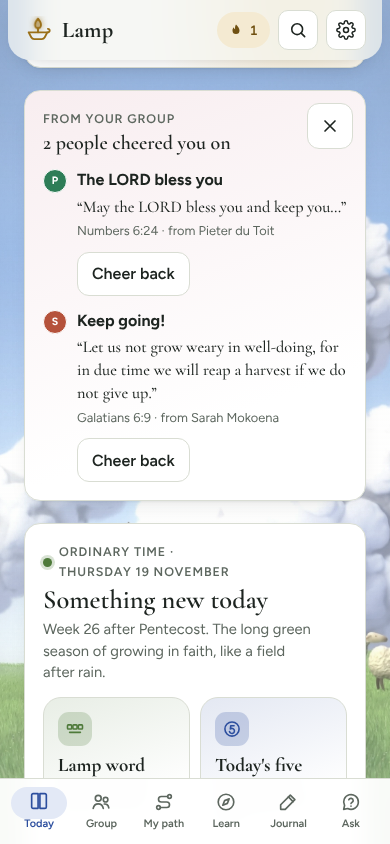 Lamp
1
FROM YOUR GROUP
2 people cheered you on
P
The LORD bless you
“May the LORD bless you and keep you...”
Numbers 6:24 · from Pieter du Toit
Cheer back
S
Keep going!
“Let us not grow weary in well-doing, for
in due time we will reap a harvest if we do
not give up.”
Galatians 6:9 · from Sarah Mokoena
Cheer back
ORDINARY TIME ·
THURSDAY 19 NOVEMBER
Something new today
Week 26 after Pentecost. The long green
season of growing in faith, like a field
after rain.
5
Lamp word
Today's five
Today
Group
My path
Learn
Journal
Ask